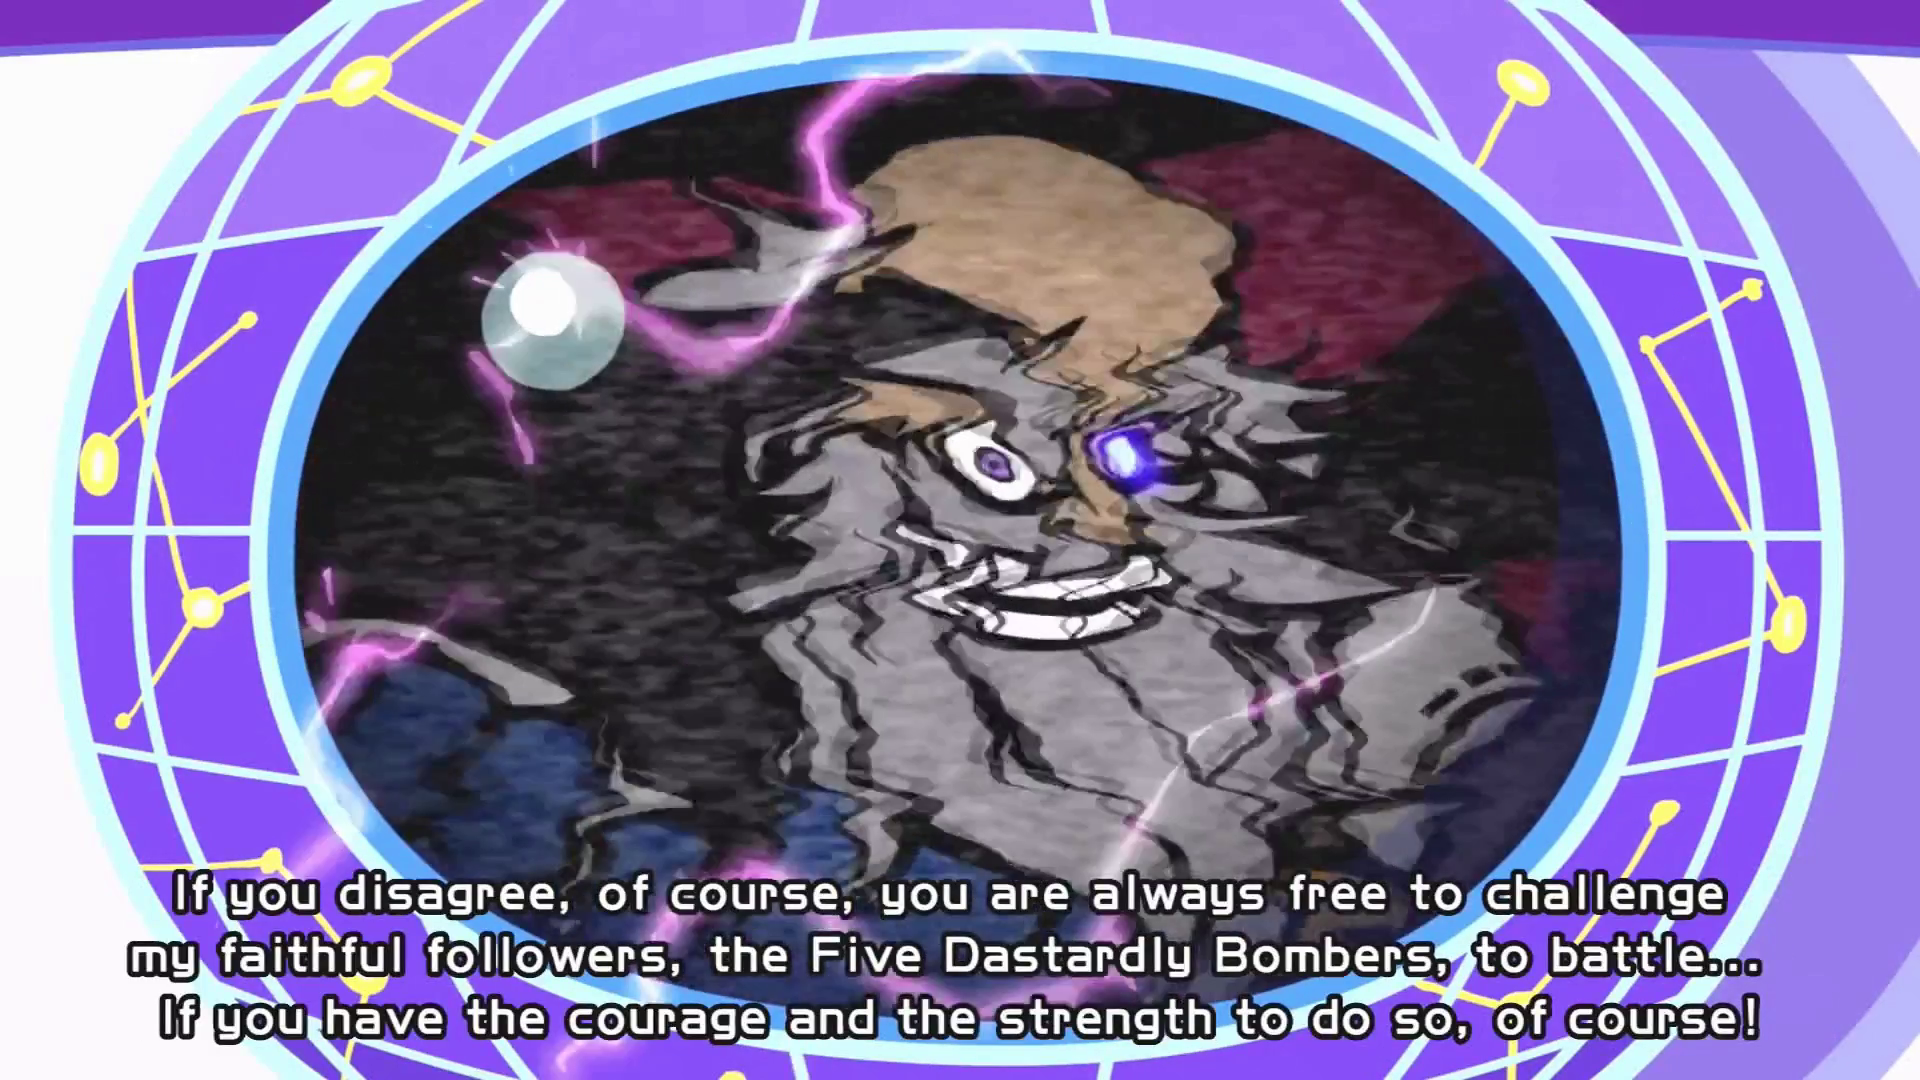 If you disagree, of course, you are always free to challenge
my faithful followers, the Five Dastardly Bombers, to battle...
If you have the courage and the strength to do so, of course!